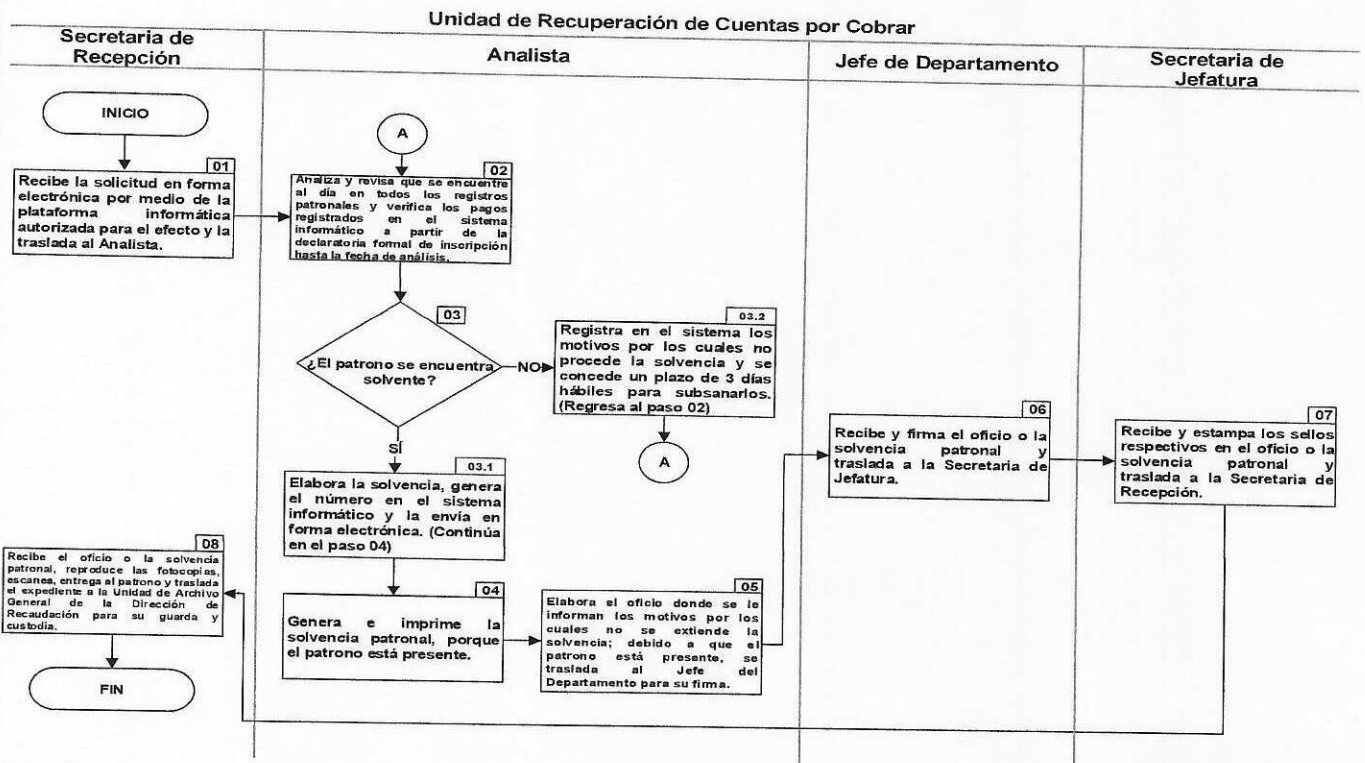 Unidad de Recuperación de Cuentas por Cobrar
Secretaria de
Recepción
Analista
Jefe de Departamento
Secretaria de
Jefatura
INICIO
01
Recibe la solicitud en forma
electrónica por medio de la
plataforma informática
autorizada para el efecto y la
traslada al Analista.
A
02
Analiza y revisa que se encuentre
al día en todos los registros
patronales y verifica los pagos
registrados en el sistema
informático a partir de la
declaratoria formal de inscripción
hasta la fecha de análisis.
03
¿El patrono se encuentra
solvente?
NO
03.2
Registra en el sistema los
motivos por los cuales no
procede la solvencia y se
concede un plazo de 3 días
hábiles para subsanarlos.
(Regresa al paso 02)
A
SÍ
03.1
Elabora la solvencia, genera
el número en el sistema
informático y la envía en
forma electrónica. (Continúa
en el paso 04)
04
Genera e imprime la
solvencia patronal, porque
el patrono está presente.
05
Elabora el oficio donde se le
informan los motivos por los
cuales no se extiende la
solvencia; debido a que el
patrono está presente, se
traslada al Jefe del
Departamento para su firma.
06
Recibe y firma el oficio o la
solvencia patronal y
traslada a la Secretaria de
Jefatura.
07
Recibe y estampa los sellos
respectivos en el oficio o la
solvencia patronal y
traslada a la Secretaria de
Recepción.
08
Recibe el oficio o la solvencia
patronal, reproduce las fotocopias,
escanea, entrega al patrono y traslada
el expediente a la Unidad de Archivo
General de la Dirección de
Recaudación para su guarda y
custodia.
FIN